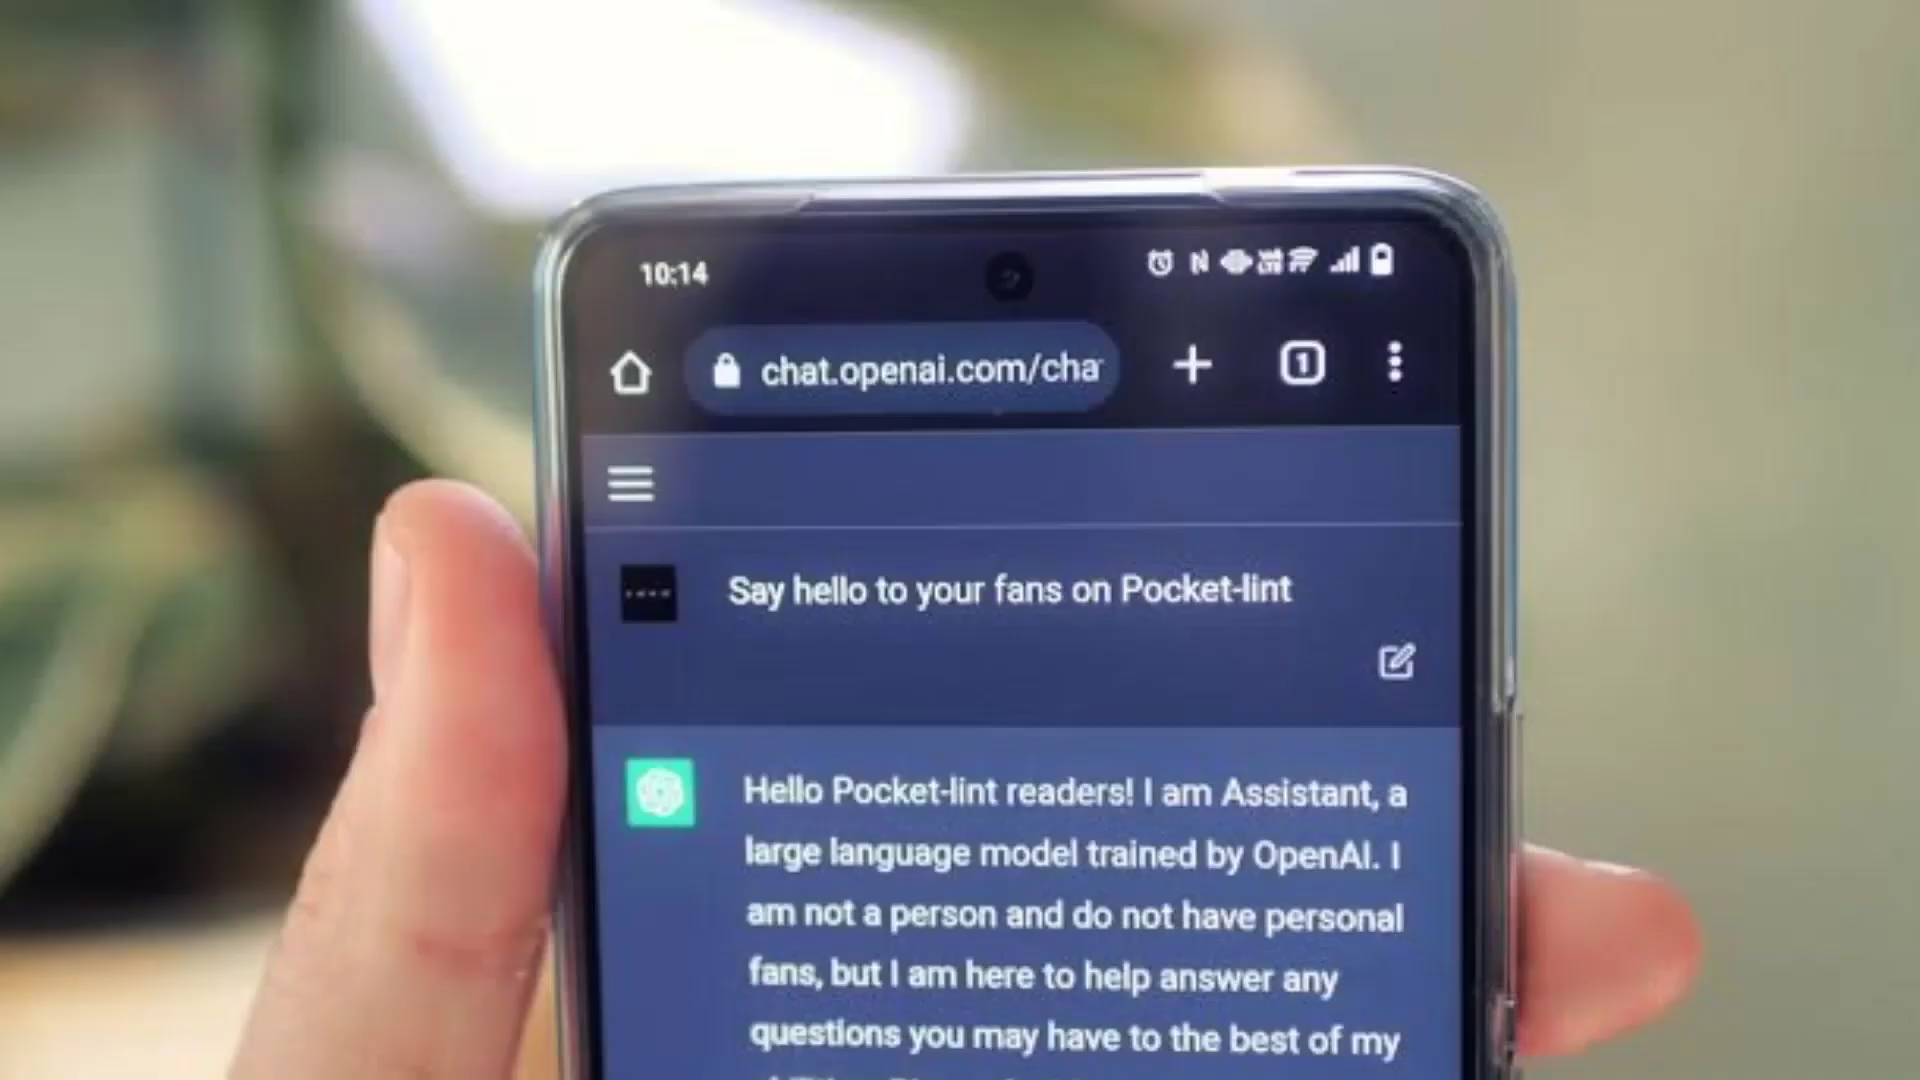 10:14
chat.openai.com/cha
1
Say hello to your fans on Pocket-lint
Hello Pocket-lint readers! I am Assistant, a
large language model trained by OpenAI. I
am not a person and do not have personal
fans, but I am here to help answer any
questions you may have to the best of my